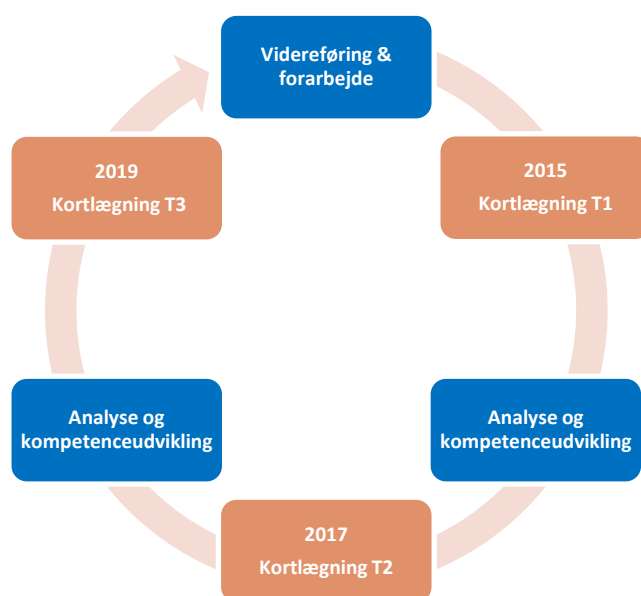 Videreføring &
forarbejde
2015
Kortlægning T1
Analyse og
kompetenceudvikling
2017
Kortlægning T2
Analyse og
kompetenceudvikling
2019
Kortlægning T3